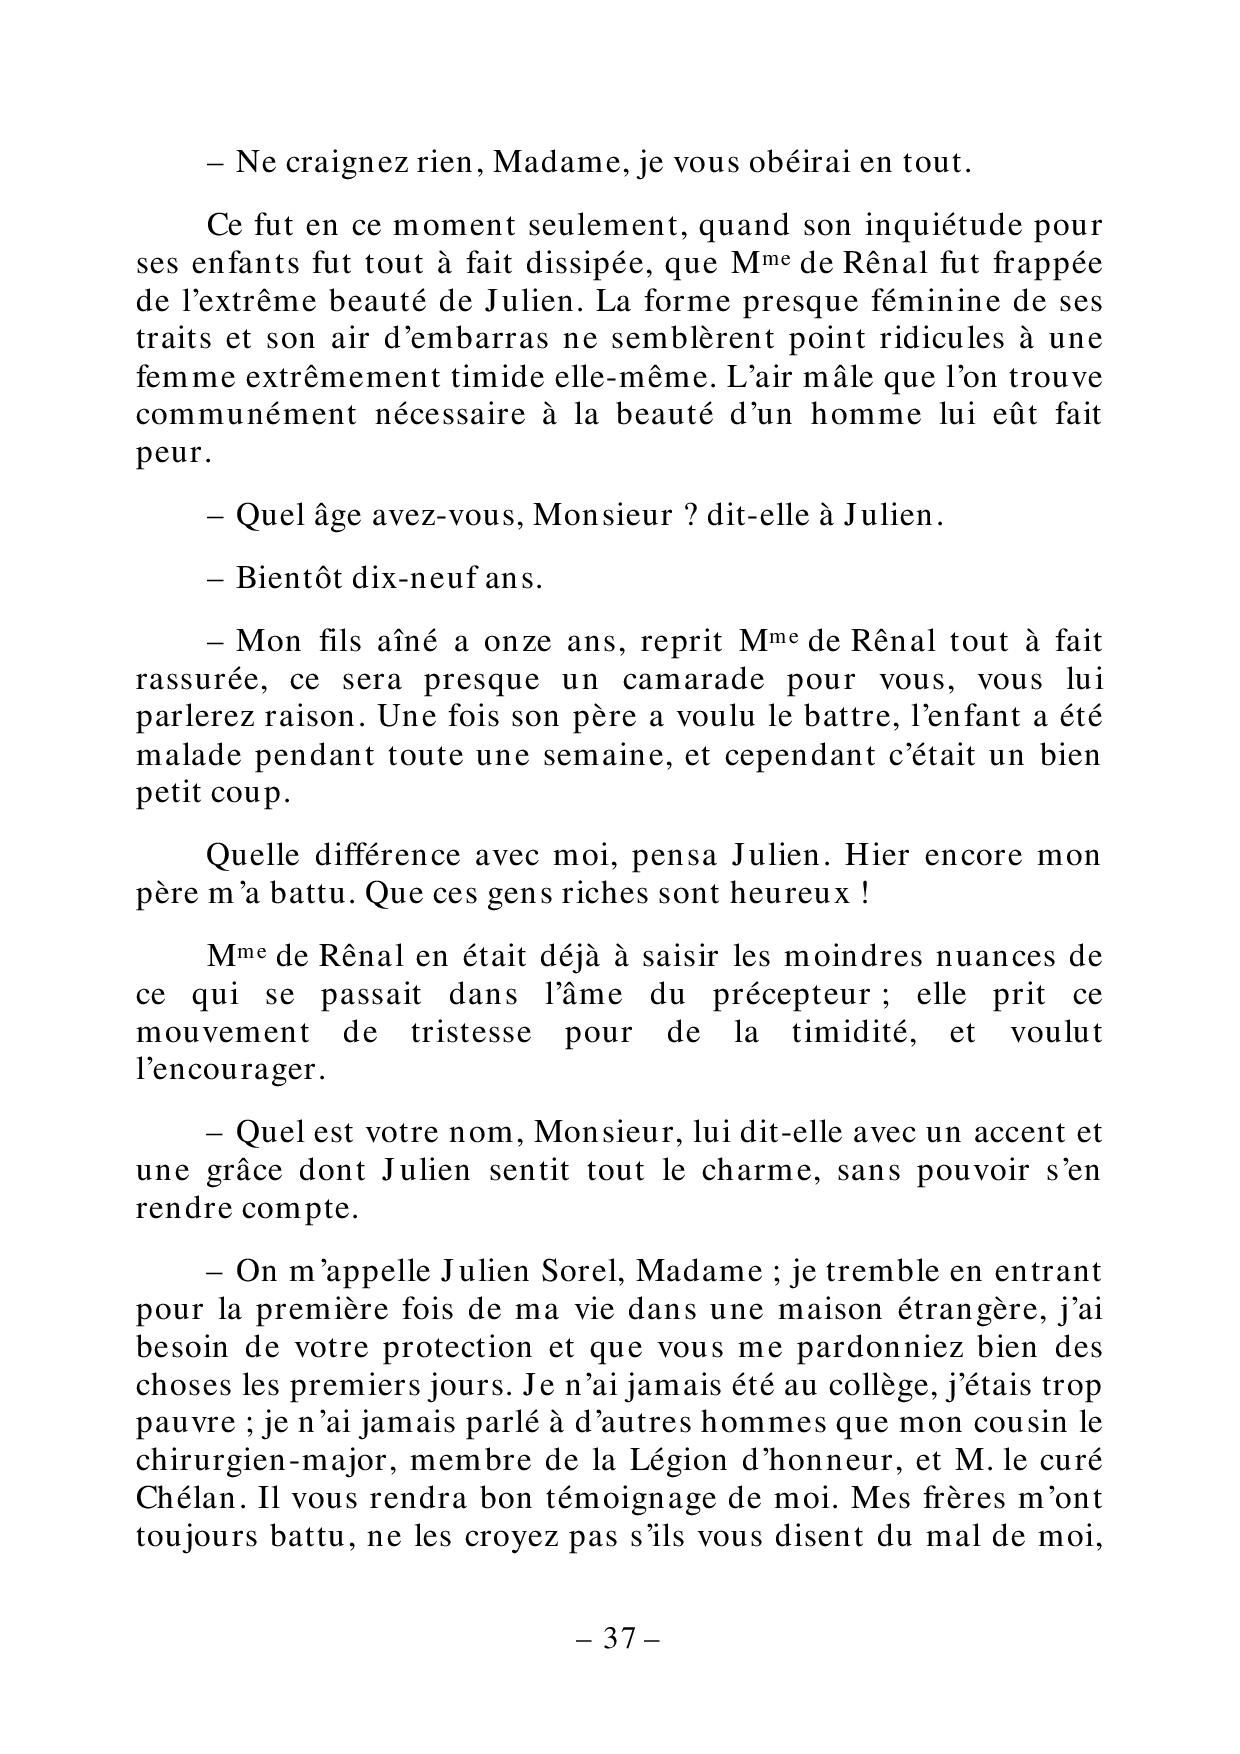 – Ne craignez rien, Madame, je vous obéirai en tout.
Ce fut en ce moment seulement, quand son inquiétude pour
ses enfants fut tout à fait dissipée, que Mme de Rênal fut frappée
de l’extrême beauté de Julien. La forme presque féminine de ses
traits et son air d’embarras ne semblèrent point ridicules à une
femme extrêmement timide elle-même. L’air mâle que l’on trouve
communément nécessaire à la beauté d’un homme lui eût fait
peur.
– Quel âge avez-vous, Monsieur ? dit-elle à Julien.
– Bientôt dix-neuf ans.
– Mon fils aîné a onze ans, reprit Mme de Rênal tout à fait
rassurée, ce sera presque un camarade pour vous, vous lui
parlerez raison. Une fois son père a voulu le battre, l’enfant a été
malade pendant toute une semaine, et cependant c’était un bien
petit coup.
Quelle différence avec moi, pensa Julien. Hier encore mon
père m’a battu. Que ces gens riches sont heureux !
Mme de Rênal en était déjà à saisir les moindres nuances de
ce qui se passait dans l’âme du précepteur ; elle prit ce
mouvement de tristesse pour de la timidité, et voulut
l’encourager.
– Quel est votre nom, Monsieur, lui dit-elle avec un accent et
une grâce dont Julien sentit tout le charme, sans pouvoir s’en
rendre compte.
– On m’appelle Julien Sorel, Madame ; je tremble en entrant
pour la première fois de ma vie dans une maison étrangère, j’ai
besoin de votre protection et que vous me pardonniez bien des
choses les premiers jours. Je n’ai jamais été au collège, j’étais trop
pauvre ; je n’ai jamais parlé à d’autres hommes que mon cousin le
chirurgien-major, membre de la Légion d’honneur, et M. le curé
Chélan. Il vous rendra bon témoignage de moi. Mes frères m’ont
toujours battu, ne les croyez pas s’ils vous disent du mal de moi,
– 37 –